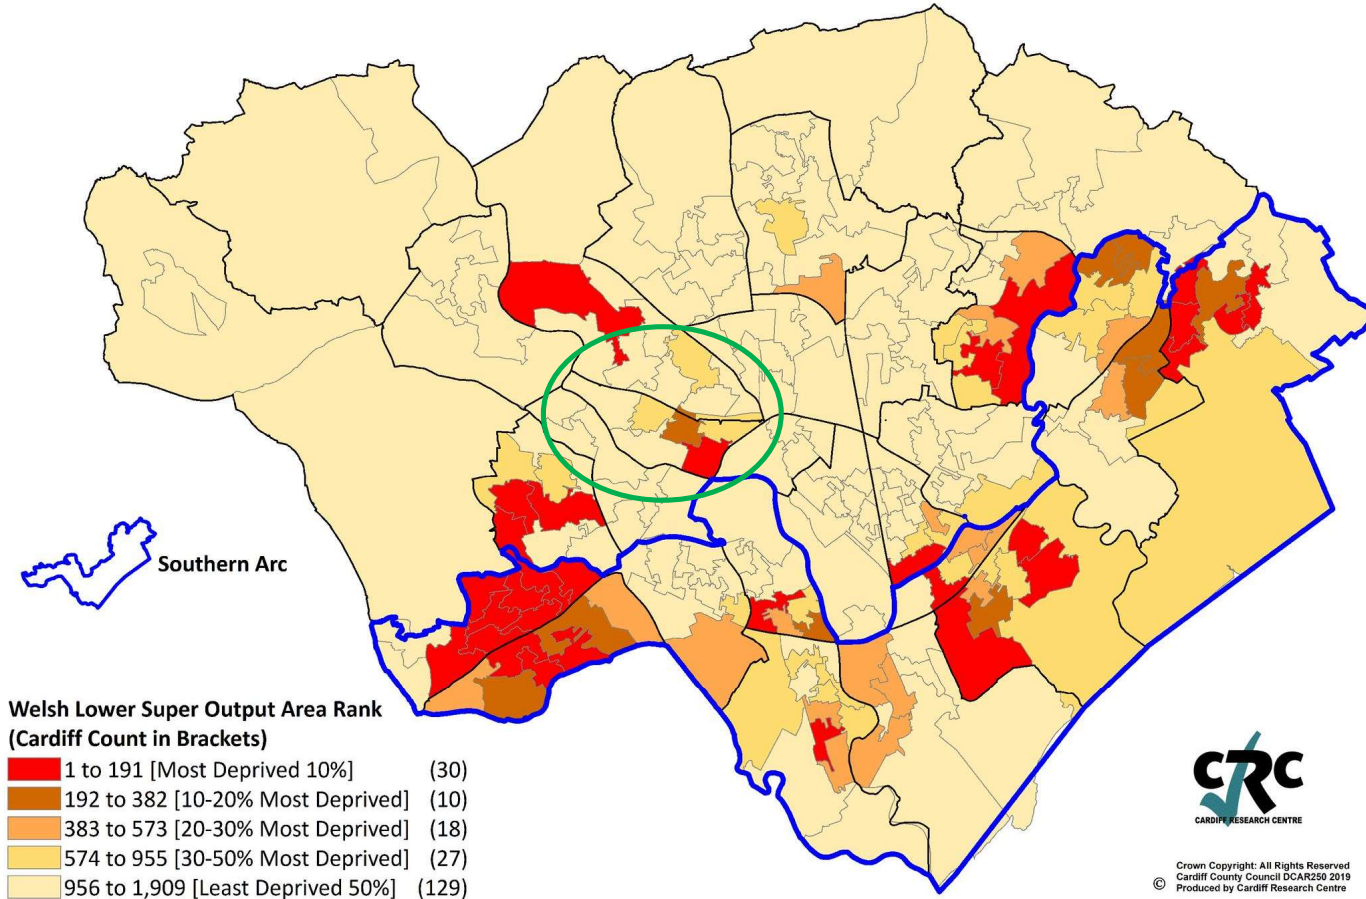 Southern Arc
Welsh Lower Super Output Area Rank
(Cardiff Count in Brackets)
1 to 191 [Most Deprived 10%] (30)
192 to 382 [10-20% Most Deprived] (10)
383 to 573 [20-30% Most Deprived] (18)
574 to 955 [30-50% Most Deprived] (27)
956 to 1,909 [Least Deprived 50%] (129)
CRC
CARDIFF RESEARCH CENTRE
Crown Copyright: All Rights Reserved
© Cardiff County Council DCAR250 2019
Produced by Cardiff Research Centre